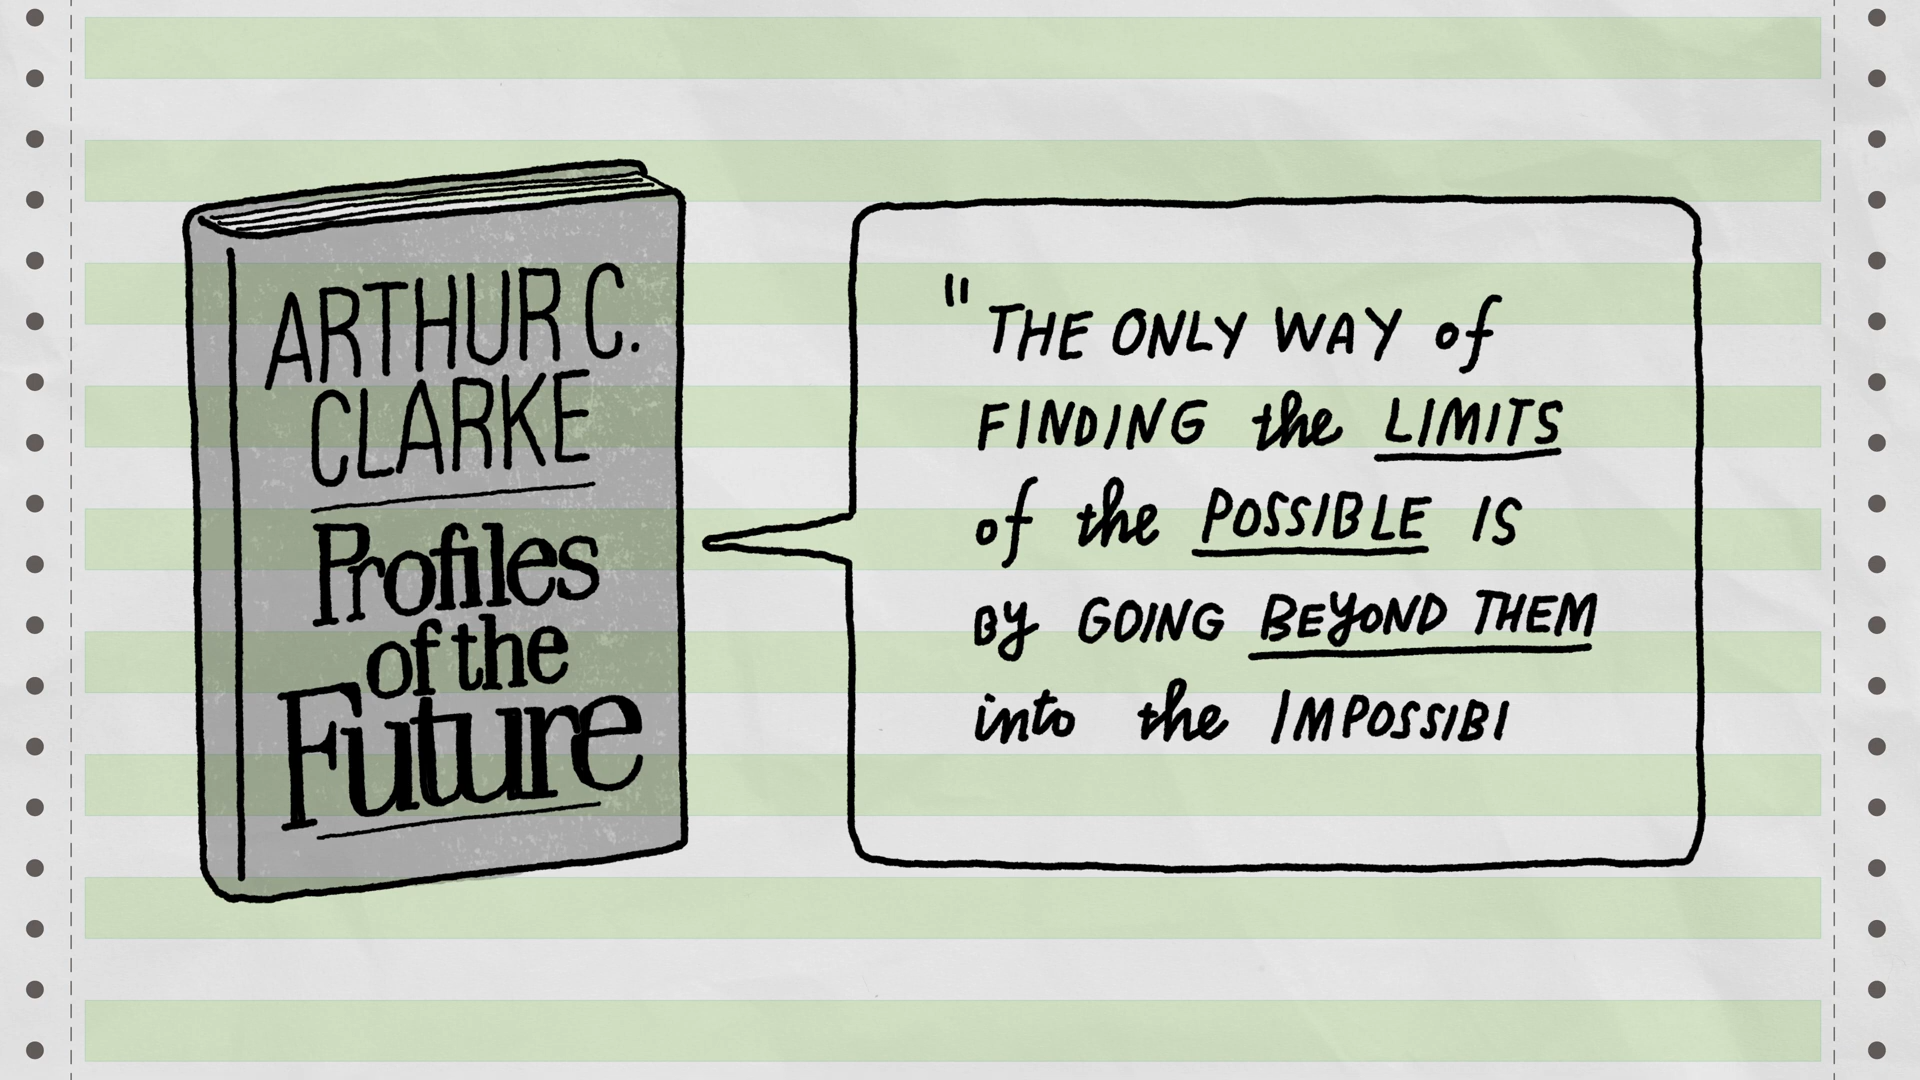 ARTHUR C.
CLARKE
Profiles
of the
Future
"THE ONLY WAY of
FINDING the LIMITS
of the POSSIBLE IS
BY GOING BEYOND THEM
into the IMPOSSIBI